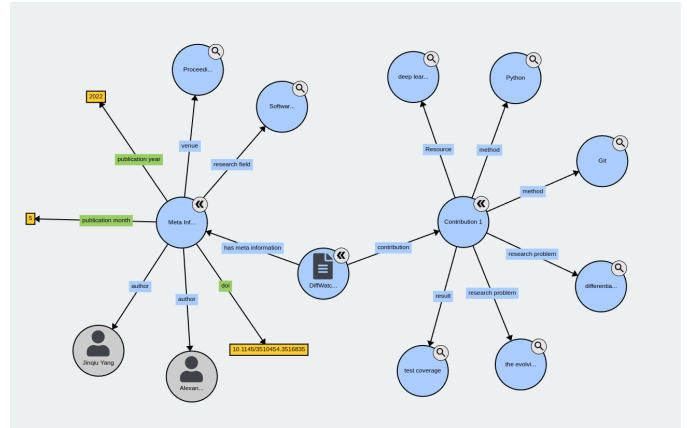 Proceedi...
deep lear...
Python
2022
Softwar...
venue
Resource
method
publication year
research field
Git
method
5
publication month
Meta Inf...
Contribution 1
has meta information
contribution
research problem
DiffWatc...
differentia...
author
author
doi
result
research problem
Jinqiu Yang
10.1145/3510454.3516835
the evolvi...
test coverage
Alexan...